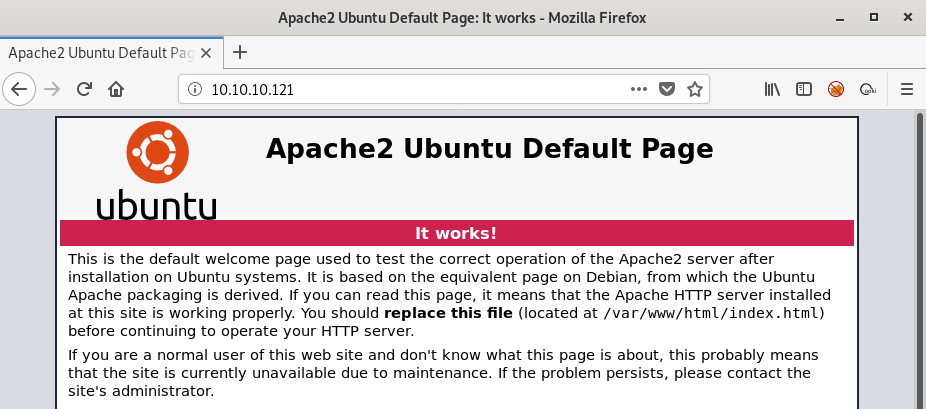 Apache2 Ubuntu Default Page: It works - Mozilla Firefox
Apache2 Ubuntu Default Pag
10.10.10.121
ubuntu
Apache2 Ubuntu Default Page
It works!
This is the default welcome page used to test the correct operation of the Apache2 server after
installation on Ubuntu systems. It is based on the equivalent page on Debian, from which the Ubuntu
Apache packaging is derived. If you can read this page, it means that the Apache HTTP server installed
at this site is working properly. You should replace this file (located at /var/www/html/index.html)
before continuing to operate your HTTP server.
If you are a normal user of this web site and don't know what this page is about, this probably means
that the site is currently unavailable due to maintenance. If the problem persists, please contact the
site's administrator.